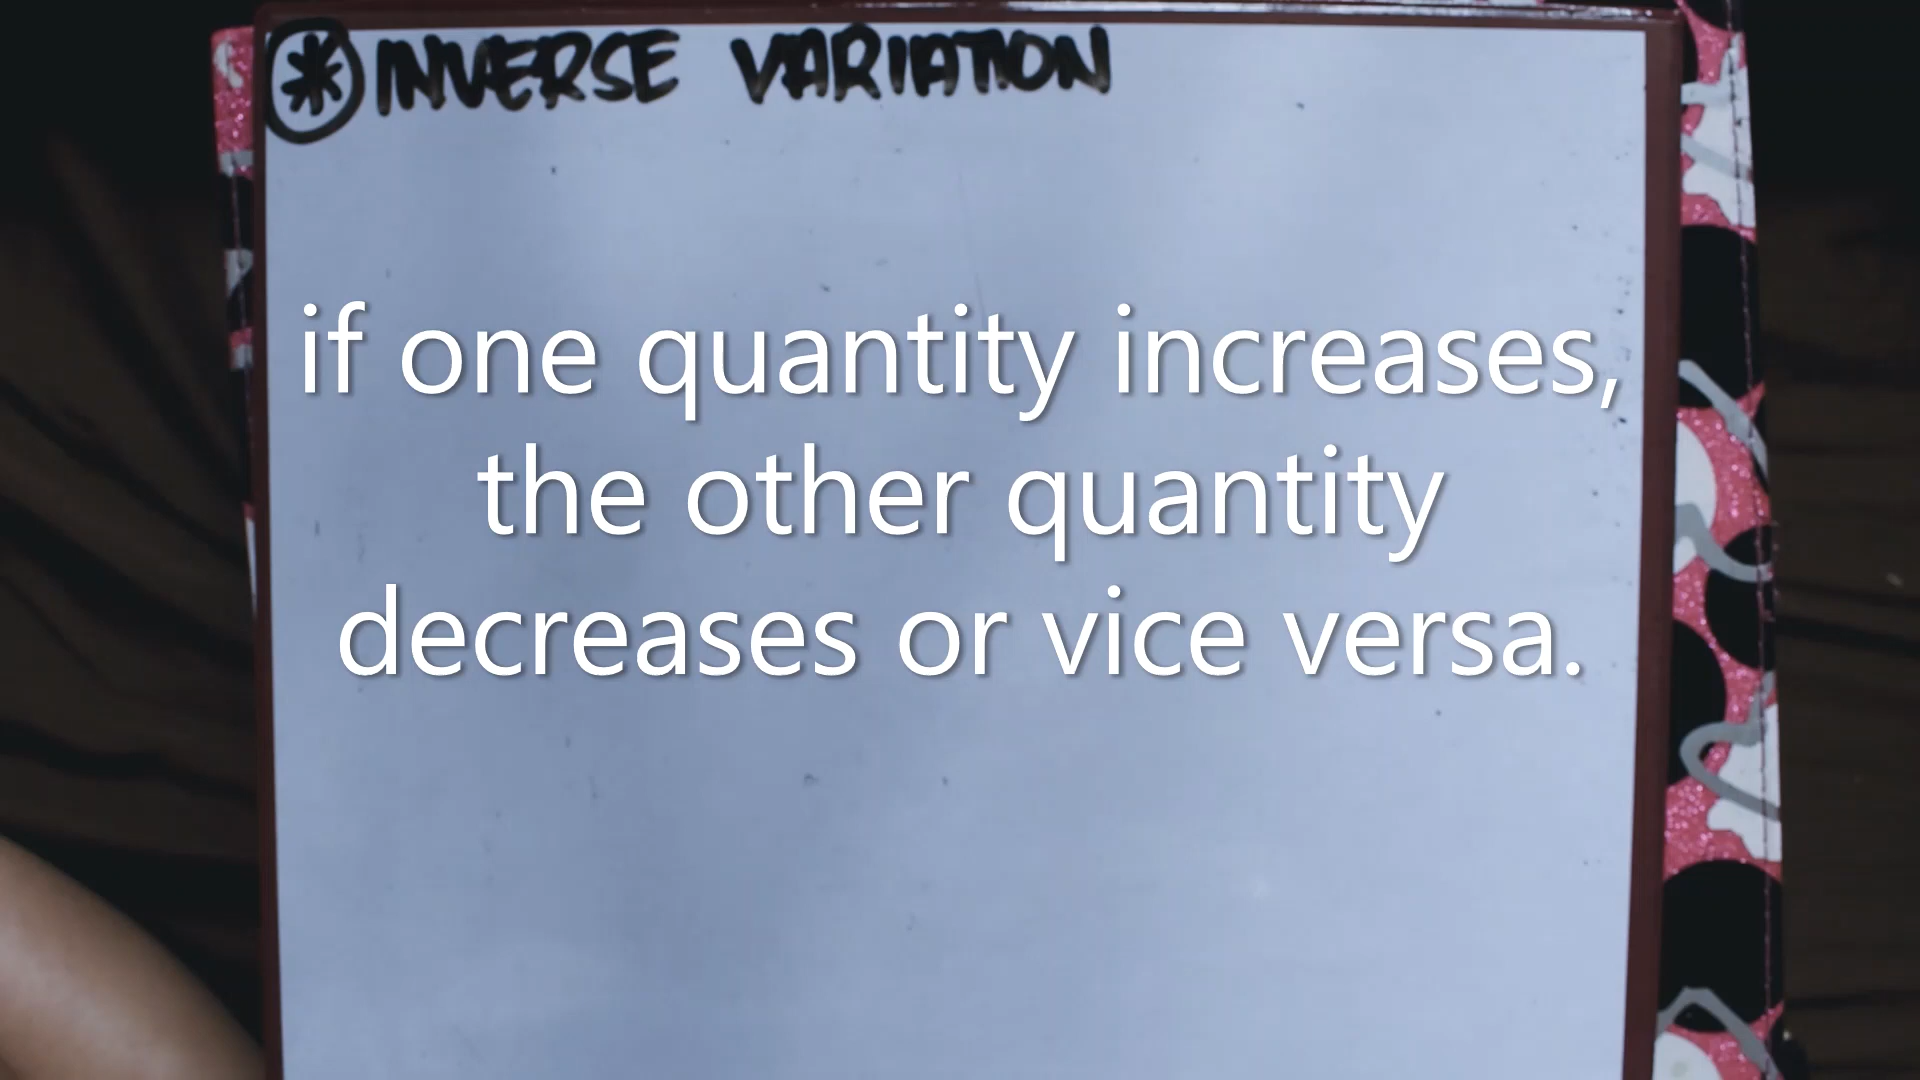 * INVERSE VARIATION
if one quantity increases,
the other quantity
decreases or vice versa.